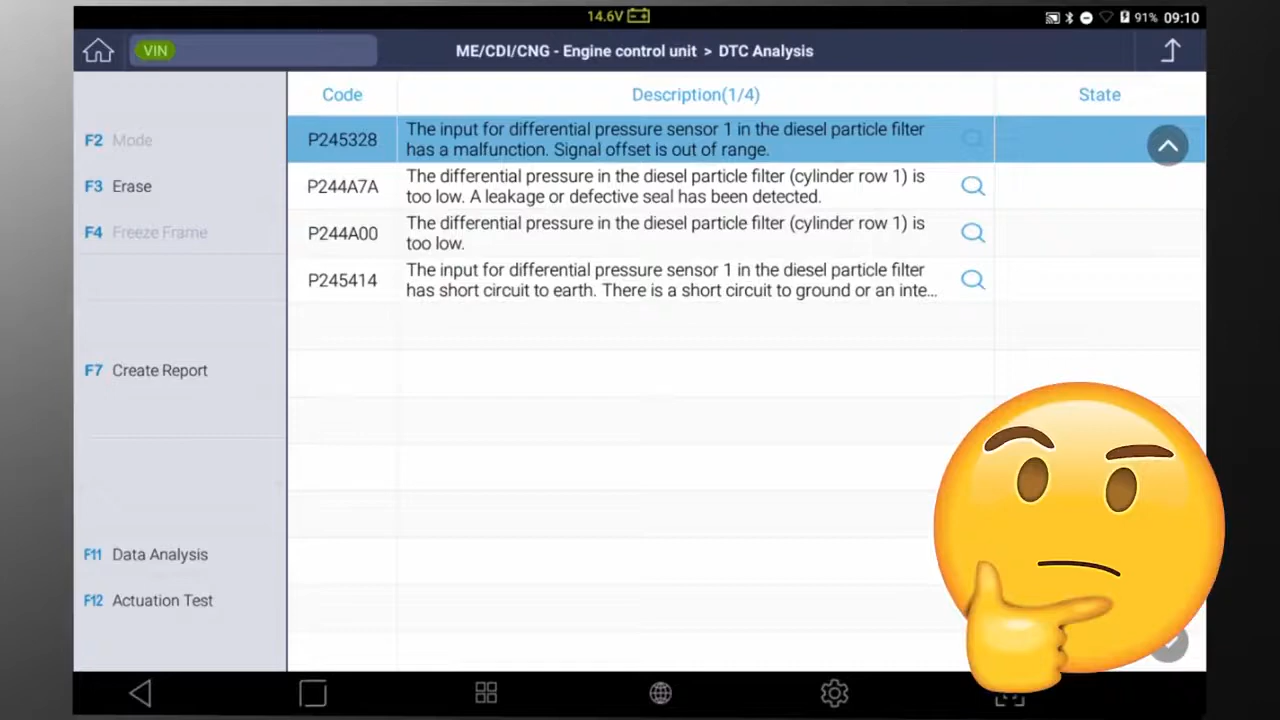 14.6V
91% 09:10
VIN
ME/CDI/CNG - Engine control unit > DTC Analysis
Code Description(1/4) State
F2 Mode
F3 Erase
F4 Freeze Frame
F7 Create Report
F11 Data Analysis
F12 Actuation Test
P245328
The input for differential pressure sensor 1 in the diesel particle filter
has a malfunction. Signal offset is out of range.
P244A7A
The differential pressure in the diesel particle filter (cylinder row 1) is
too low. A leakage or defective seal has been detected.
P244A00
The differential pressure in the diesel particle filter (cylinder row 1) is
too low.
P245414
The input for differential pressure sensor 1 in the diesel particle filter
has short circuit to earth. There is a short circuit to ground or an inte...